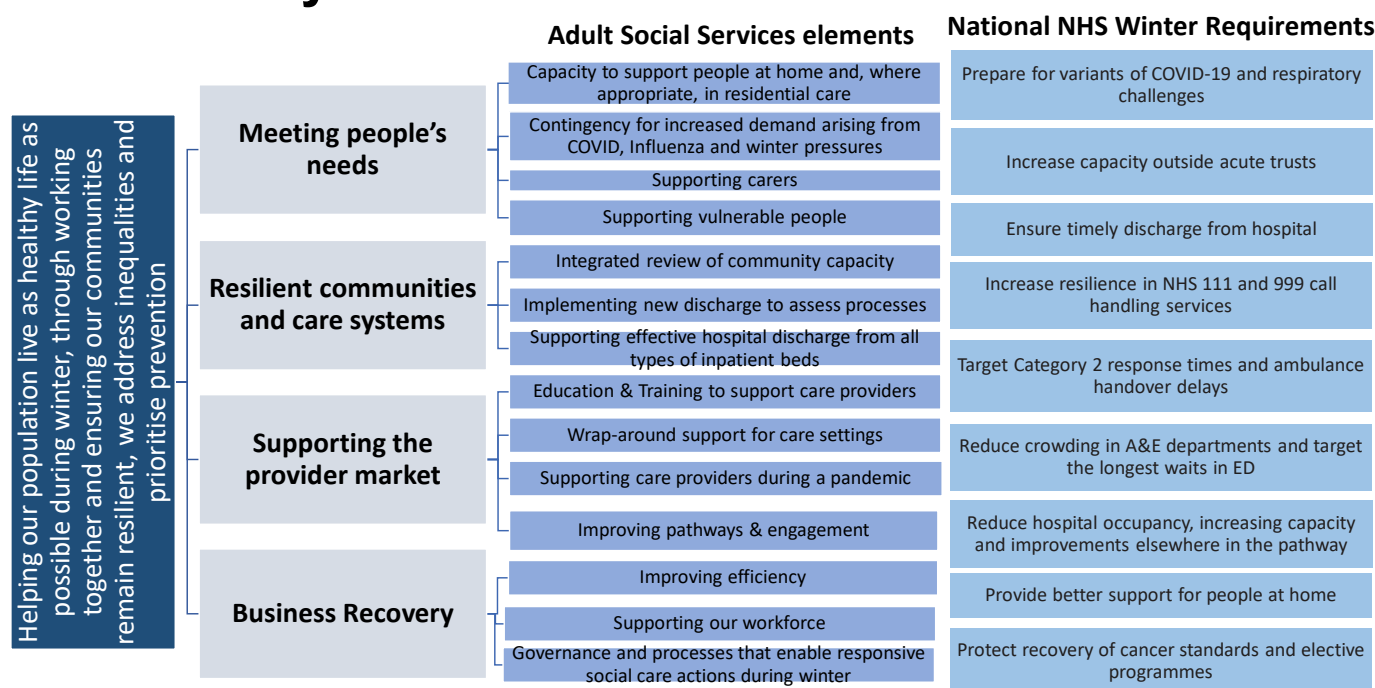 Adult Social Services elements
National NHS Winter Requirements
Helping our population live as healthy life as
possible during winter, through working
together and ensuring our communities
remain resilient, we address inequalities and
prioritise prevention
Meeting people's
needs
Capacity to support people at home and, where
appropriate, in residential care
Contingency for increased demand arising from
COVID, Influenza and winter pressures
Supporting carers
Supporting vulnerable people
Resilient communities
and care systems
Integrated review of community capacity
Implementing new discharge to assess processes
Supporting effective hospital discharge from all
types of inpatient beds
Supporting the
provider market
Education & Training to support care providers
Wrap-around support for care settings
Supporting care providers during a pandemic
Improving pathways & engagement
Business Recovery
Improving efficiency
Supporting our workforce
Governance and processes that enable responsive
social care actions during winter
Prepare for variants of COVID-19 and respiratory
challenges
Increase capacity outside acute trusts
Ensure timely discharge from hospital
Increase resilience in NHS 111 and 999 call
handling services
Target Category 2 response times and ambulance
handover delays
Reduce crowding in A&E departments and target
the longest waits in ED
Reduce hospital occupancy, increasing capacity
and improvements elsewhere in the pathway
Provide better support for people at home
Protect recovery of cancer standards and elective
programmes